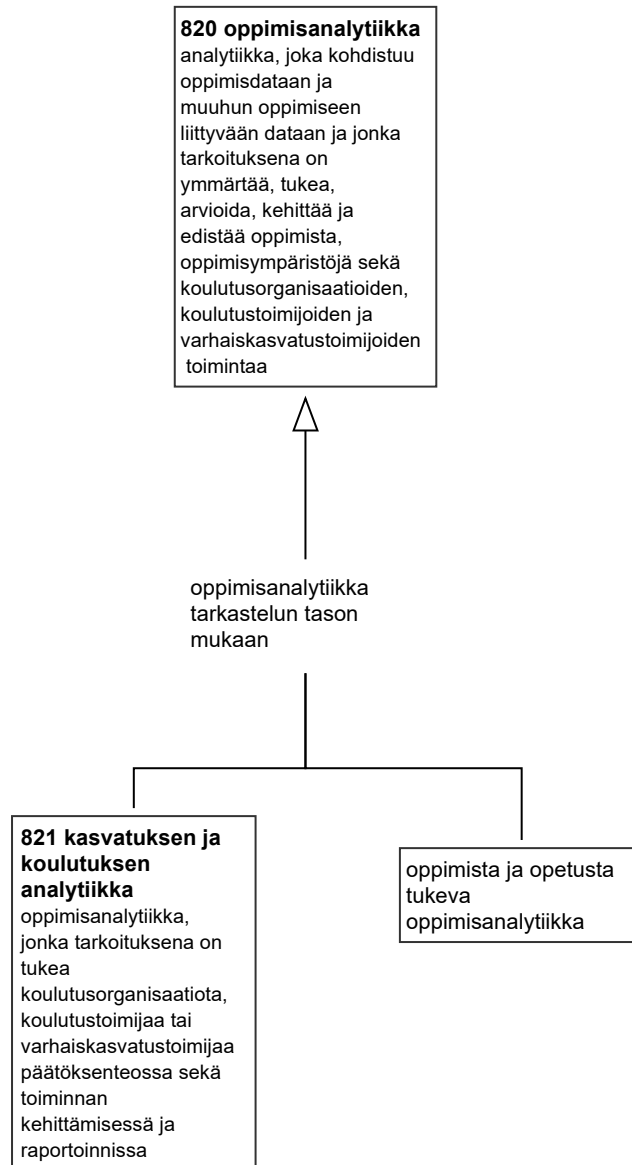 820 oppimisanalytiikka
analytiikka, joka kohdistuu
oppimisdataan ja
muuhun oppimiseen
liittyvään dataan ja jonka
tarkoituksena on
ymmärtää, tukea,
arvioida, kehittää ja
edistää oppimista,
oppimisympäristöjä sekä
koulutusorganisaatioiden,
koulutustoimijoiden ja
varhaiskasvatustoimijoiden
toimintaa
oppimisanalytiikka
tarkastelun tason
mukaan
821 kasvatuksen ja
koulutuksen
analytiikka
oppimisanalytiikka,
jonka tarkoituksena on
tukea
koulutusorganisaatiota,
koulutustoimijaa tai
varhaiskasvatustoimijaa
päätöksenteossa sekä
toiminnan
kehittämisessä ja
raportoinnissa
oppimista ja opetusta
tukeva
oppimisanalytiikka